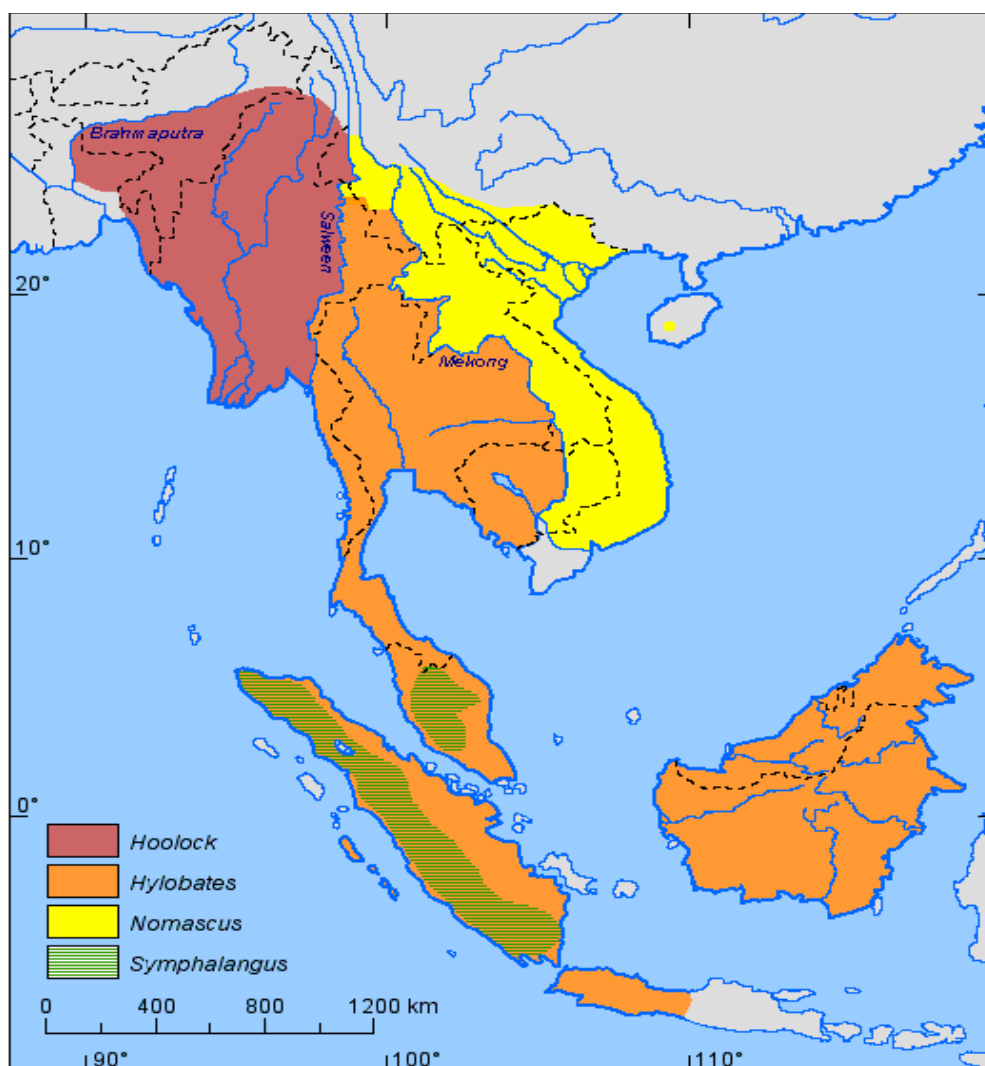 Brahmaputra
Salween
20°
Mekong
10°
0°
Hoolock
Hylobates
Nomascus
Symphalangus
0 400 800 1200 km
90° 100° 110°